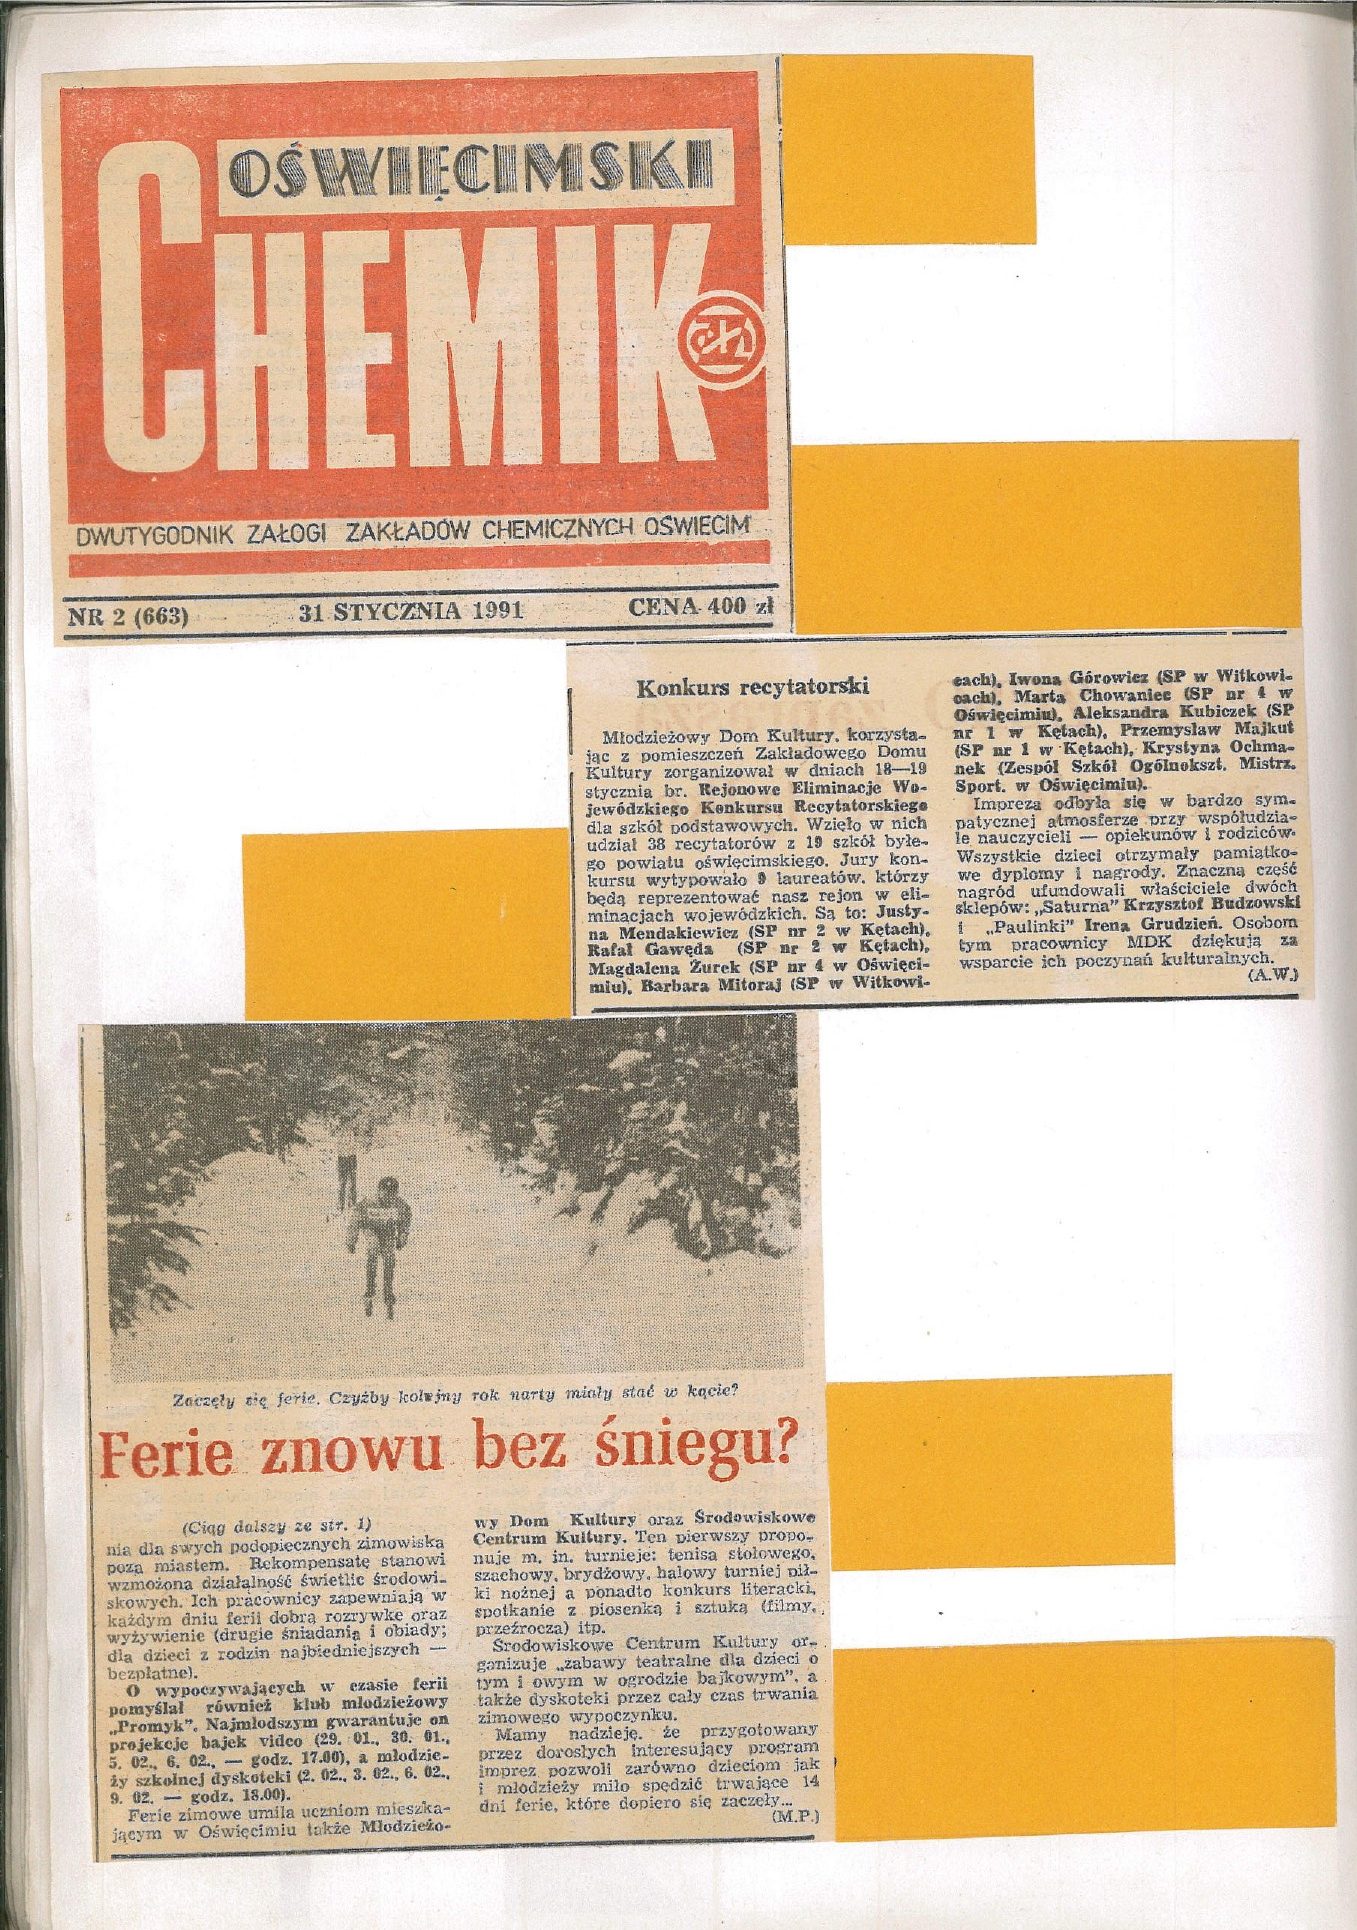 OŚWIĘCIMSKI
CHEMIK
DWUTYGODNIK ZAŁOGI ZAKŁADÓW CHEMICZNYCH OŚWIĘCIM
NR 2 (663) 31 STYCZNIA 1991 CENA 400 zł
Konkurs recytatorski
Młodzieżowy Dom Kultury, korzysta-
jąc z pomieszczeń Zakładowego Domu
Kultury zorganizował w dniach 18—19
stycznia br. Rejonowe Eliminacje Wo-
jewódzkiego Konkursu Recytatorskiego
dla szkół podstawowych. Wzięło w nich
udział 38 recytatorów z 19 szkół byłe-
go powiatu oświęcimskiego. Jury kon-
kursu wytypowało 9 laureatów, którzy
będą reprezentować nasz rejon w eli-
minacjach wojewódzkich. Są to: Justy-
na Mendakiewicz (SP nr 2 w Kętach),
Rafał Gawęda (SP nr 2 w Kętach),
Magdalena Żurek (SP nr 4 w Oświęci-
miu), Barbara Mitoraj (SP w Witkowi-
cach), Iwona Górowicz (SP w Witkowi-
cach), Marta Chowaniec (SP nr 4 w
Oświęcimiu), Aleksandra Kubiczek (SP
nr 1 w Kętach), Przemysław Majkut
(SP nr 1 w Kętach), Krystyna Ochma-
nek (Zespół Szkół Ogólnokszt. Mistrz.
Sport. w Oświęcimiu).
Impreza odbyła się w bardzo sym-
patycznej atmosferze przy współudzia-
le nauczycieli — opiekunów i rodziców.
Wszystkie dzieci otrzymały pamiątko-
we dyplomy i nagrody. Znaczną część
nagród ufundowali właściciele dwóch
sklepów: „Saturna” Krzysztof Budzowski
i „Paulinki” Irena Grudzień. Osobom
tym pracownicy MDK dziękują za
wsparcie ich poczynań kulturalnych.
(A.W.)
Zaczęły się ferie. Czyżby kolejny rok narty miały stać w kącie?
Ferie znowu bez śniegu?
(Ciąg dalszy ze str. 1)
nia dla swych podopiecznych zimowiska
poza miastem. Rekompensatę stanowi
wzmożona działalność świetlic środowi-
skowych. Ich pracownicy zapewniają w
każdym dniu ferii dobrą rozrywkę oraz
wyżywienie (drugie śniadania i obiady;
dla dzieci z rodzin najbiedniejszych —
bezpłatne).
O wypoczywających w czasie ferii
pomyślał również klub młodzieżowy
„Promyk”. Najmłodszym gwarantuje on
projekcje bajek video (29. 01., 30. 01.,
5. 02., 6. 02., — godz. 17.00), a młodzie-
ży szkolnej dyskoteki (2. 02., 3. 02., 6. 02.,
9. 02. — godz. 18.00).
Ferie zimowe umila uczniom mieszka-
jącym w Oświęcimiu także Młodzieżo-
wy Dom Kultury oraz Środowiskowe
Centrum Kultury. Ten pierwszy propo-
nuje m. in. turnieje: tenisa stołowego,
szachowy, brydżowy, halowy turniej pił-
ki nożnej a ponadto konkurs literacki,
spotkanie z piosenką i sztuką (filmy,
przeźrocza) itp.
Środowiskowe Centrum Kultury or-
ganizuje „zabawy teatralne dla dzieci o
tym i owym w ogrodzie bajkowym”, a
także dyskoteki przez cały czas trwania
zimowego wypoczynku.
Mamy nadzieję, że przygotowany
przez dorosłych interesujący program
imprez pozwoli zarówno dzieciom jak
i młodzieży miło spędzić trwające 14
dni ferie, które dopiero się zaczęły...
(M.P.)